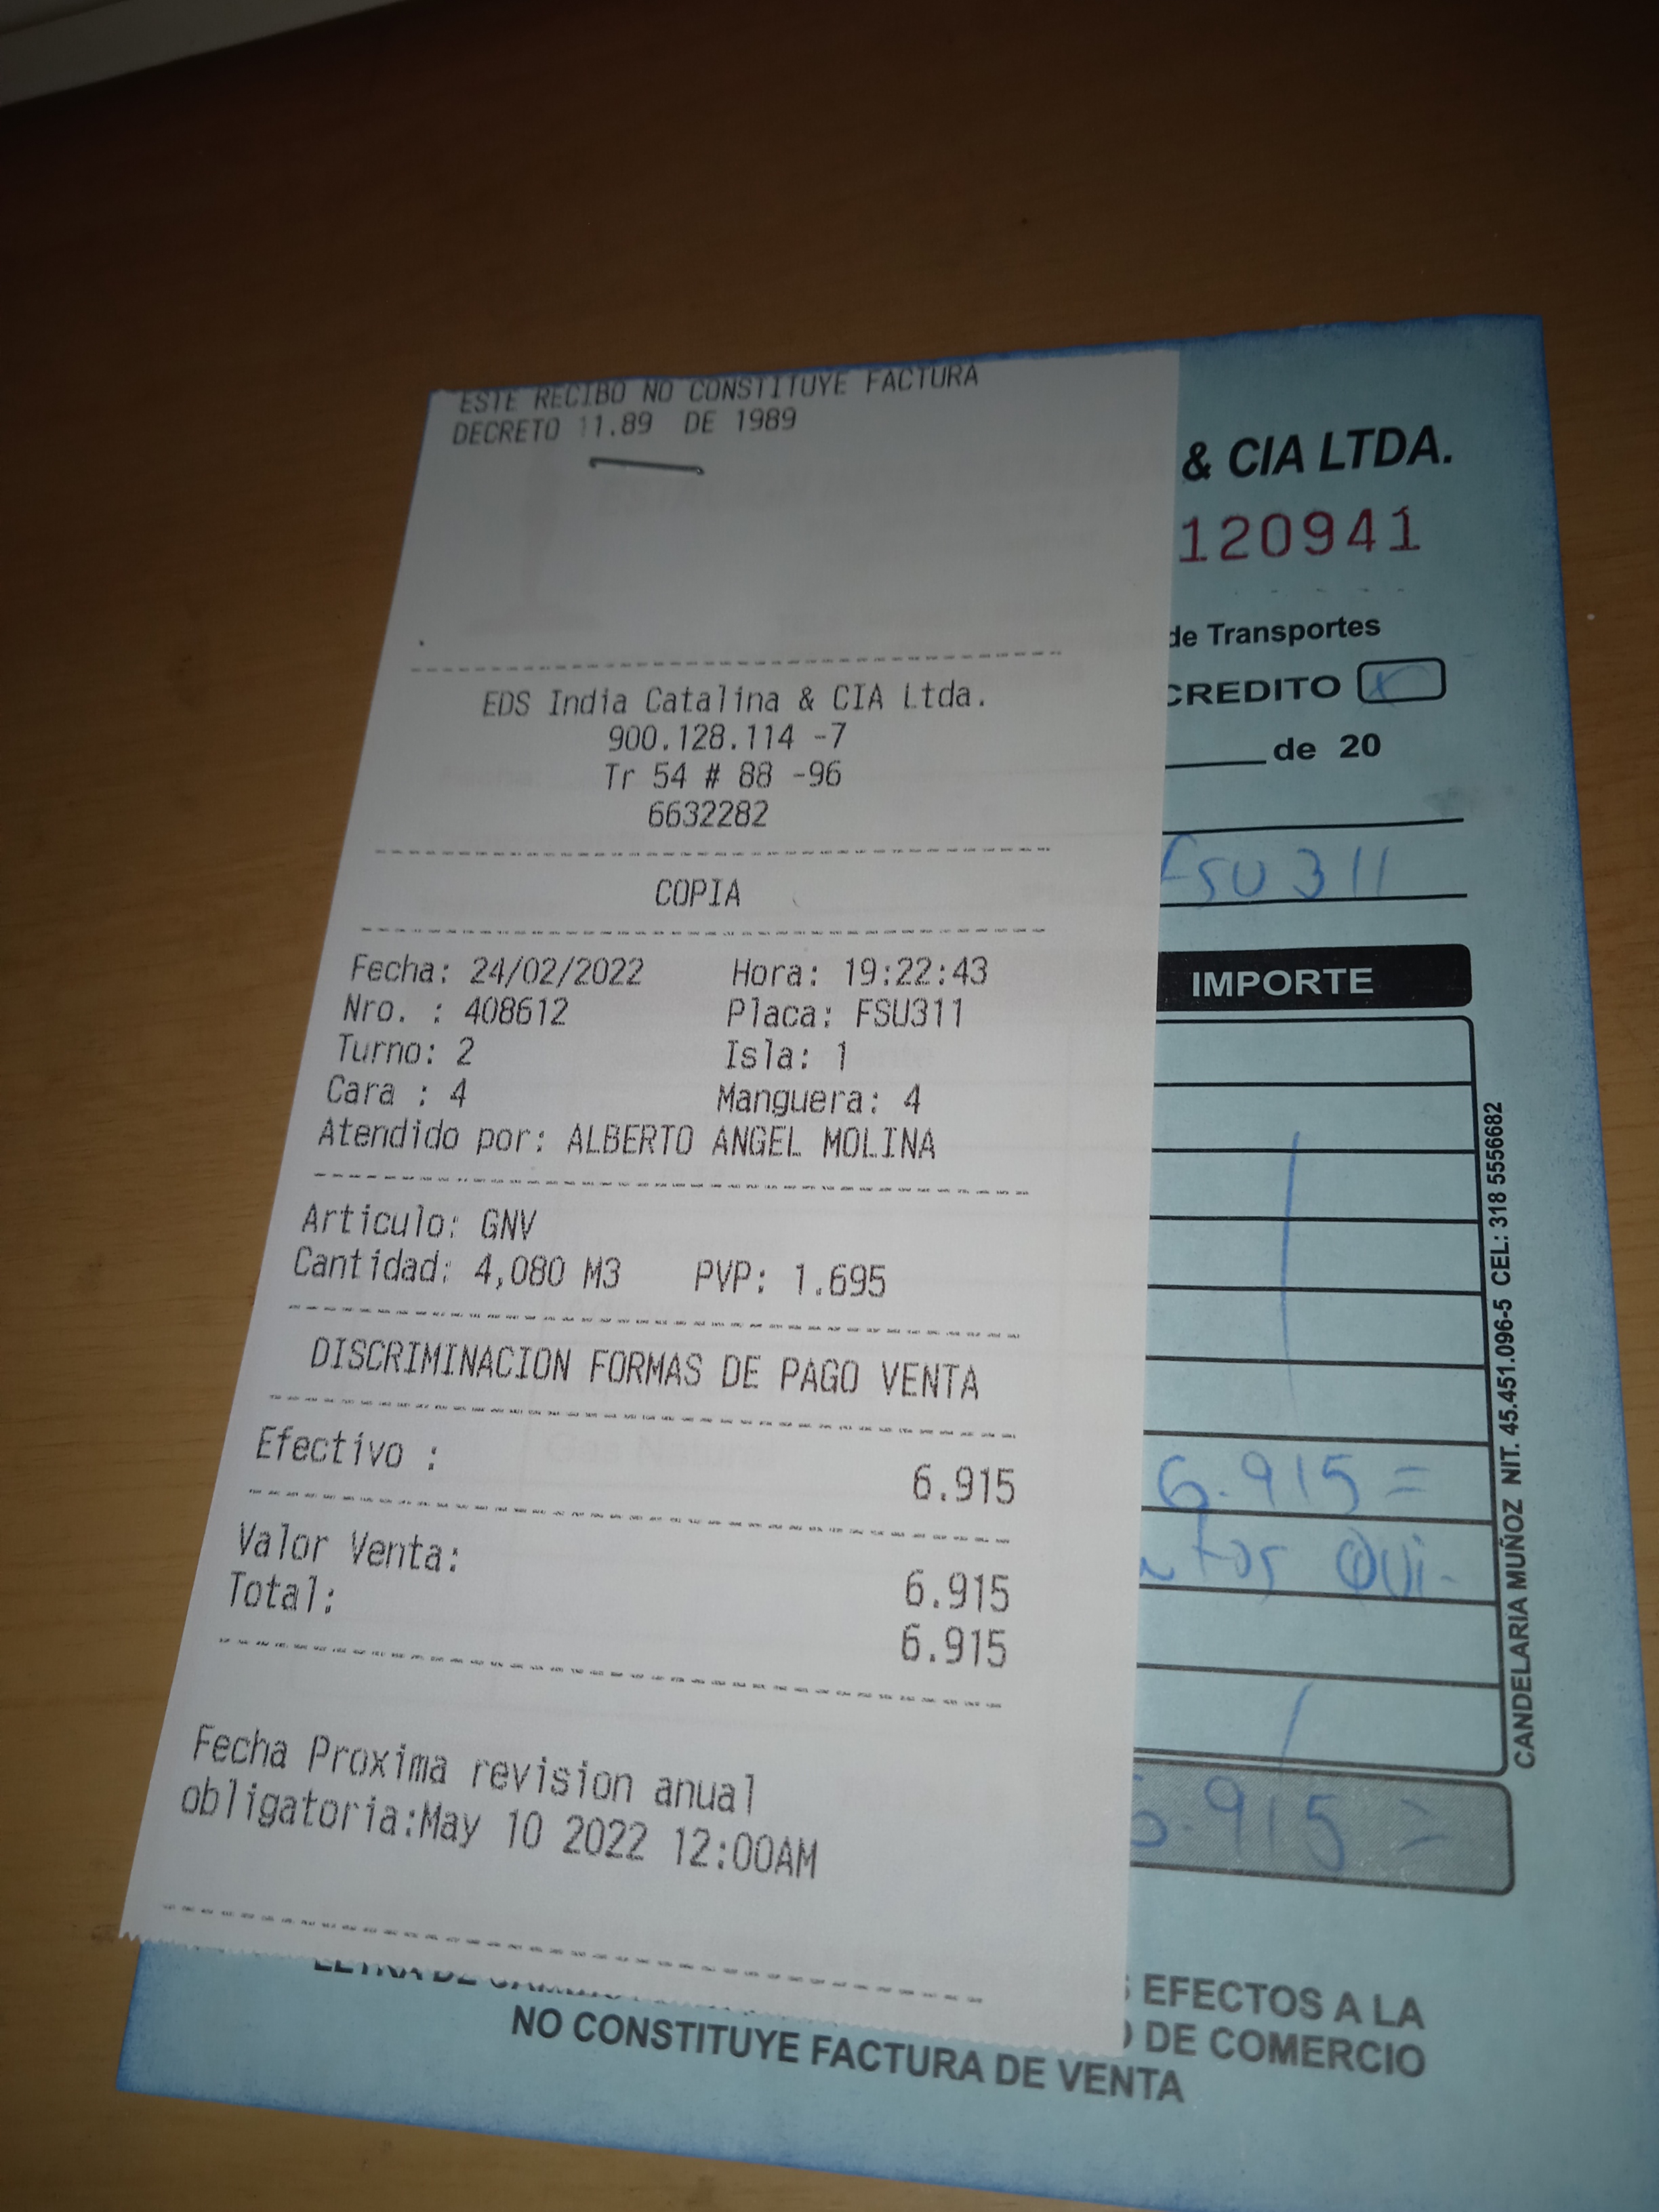 ESTE RECIBO NO CONSTITUYE FACTURA
DECRETO 11.89 DE 1989
EDS India Catalina & CIA Ltda.
900.128.114 -7
Tr 54 # 88 -96
6632282
COPIA
Fecha: 24/02/2022 Hora: 19:22:43
Nro. : 408612 Placa: FSU311
Turno: 2 Isla: 1
Cara : 4 Manguera: 4
Atendido por: ALBERTO ANGEL MOLINA
Articulo: GNV
Cantidad: 4,080 M3 PVP: 1.695
DISCRIMINACION FORMAS DE PAGO VENTA
Efectivo :
6.915
Valor Venta:
6.915
Total:
6.915
Fecha Proxima revision anual
obligatoria:May 10 2022 12:00AM
& CIA LTDA.
120941
de Transportes
CREDITO X
de 20
FSU311
IMPORTE
6.915=
6.915=
CANDELARIA MUÑOZ NIT. 45.451.096-5 CEL: 318 5556682
EFECTOS A LA
DE COMERCIO
NO CONSTITUYE FACTURA DE VENTA